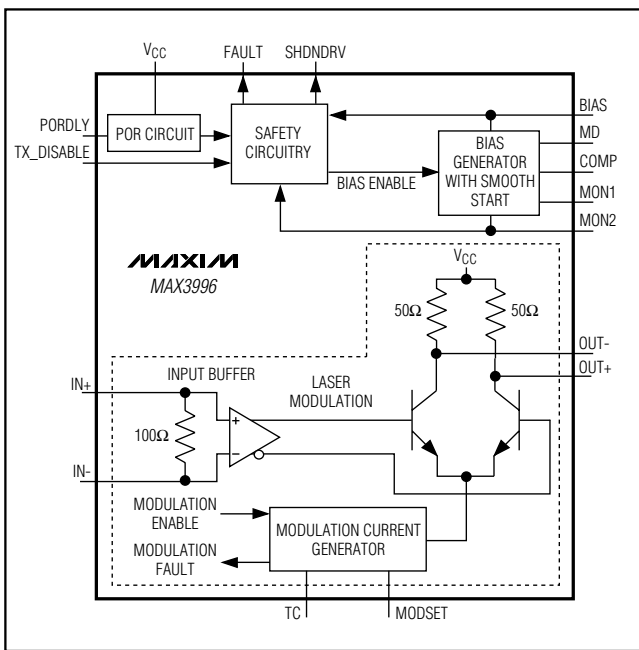 VCC
FAULT
SHDNDRV
PORDLY
POR CIRCUIT
TX_DISABLE
SAFETY
CIRCUITRY
BIAS ENABLE
BIAS
GENERATOR
WITH SMOOTH
START
BIAS
MD
COMP
MON1
MON2
MAXIM
MAX3996
VCC
50Ω
50Ω
OUT-
OUT+
IN+
INPUT BUFFER
LASER
MODULATION
100Ω
+
−
IN-
MODULATION
ENABLE
MODULATION
FAULT
MODULATION CURRENT
GENERATOR
TC
MODSET